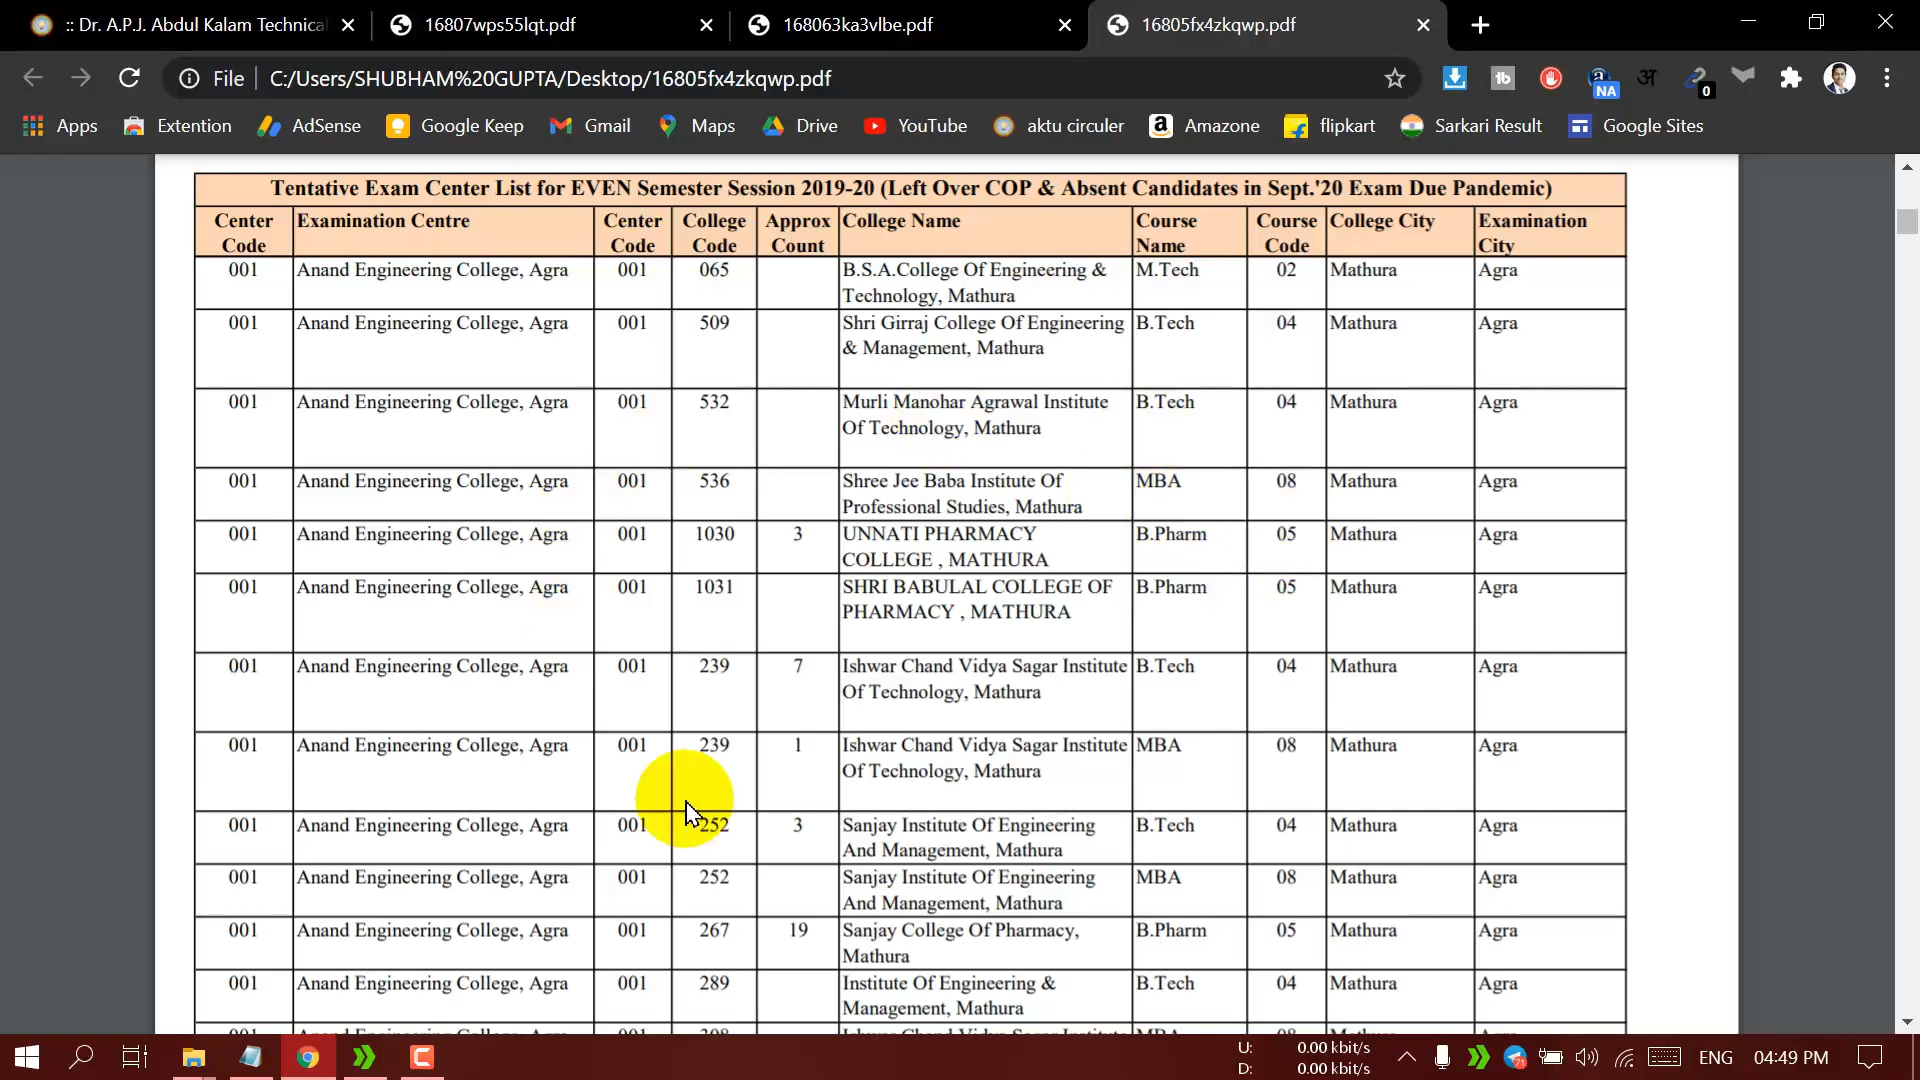 :: Dr. A.P.J. Abdul Kalam Technical
16807wps55lqt.pdf
168063ka3vlbe.pdf
16805fx4zkqwp.pdf
File
C:/Users/SHUBHAM%20GUPTA/Desktop/16805fx4zkqwp.pdf
NA
अ
0
Apps
Extention
AdSense
Google Keep
Gmail
Maps
Drive
YouTube
aktu circuler
Amazone
flipkart
Sarkari Result
Google Sites
Tentative Exam Center List for EVEN Semester Session 2019-20 (Left Over COP & Absent Candidates in Sept.'20 Exam Due Pandemic)
Center Code Examination Centre Center Code College Code Approx Count College Name Course Name Course Code College City Examination City
001 Anand Engineering College, Agra 001 065 B.S.A.College Of Engineering & Technology, Mathura M.Tech 02 Mathura Agra
001 Anand Engineering College, Agra 001 509 Shri Girraj College Of Engineering & Management, Mathura B.Tech 04 Mathura Agra
001 Anand Engineering College, Agra 001 532 Murli Manohar Agrawal Institute Of Technology, Mathura B.Tech 04 Mathura Agra
001 Anand Engineering College, Agra 001 536 Shree Jee Baba Institute Of Professional Studies, Mathura MBA 08 Mathura Agra
001 Anand Engineering College, Agra 001 1030 3 UNNATI PHARMACY COLLEGE , MATHURA B.Pharm 05 Mathura Agra
001 Anand Engineering College, Agra 001 1031 SHRI BABULAL COLLEGE OF PHARMACY , MATHURA B.Pharm 05 Mathura Agra
001 Anand Engineering College, Agra 001 239 7 Ishwar Chand Vidya Sagar Institute Of Technology, Mathura B.Tech 04 Mathura Agra
001 Anand Engineering College, Agra 001 239 1 Ishwar Chand Vidya Sagar Institute Of Technology, Mathura MBA 08 Mathura Agra
001 Anand Engineering College, Agra 001 252 3 Sanjay Institute Of Engineering And Management, Mathura B.Tech 04 Mathura Agra
001 Anand Engineering College, Agra 001 252 Sanjay Institute Of Engineering And Management, Mathura MBA 08 Mathura Agra
001 Anand Engineering College, Agra 001 267 19 Sanjay College Of Pharmacy, Mathura B.Pharm 05 Mathura Agra
001 Anand Engineering College, Agra 001 289 Institute Of Engineering & Management, Mathura B.Tech 04 Mathura Agra
U: 0.00 kbit/s
D: 0.00 kbit/s
71
ENG
04:49 PM